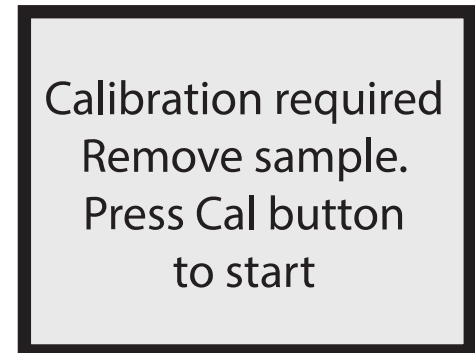 Calibration required
Remove sample.
Press Cal button
to start